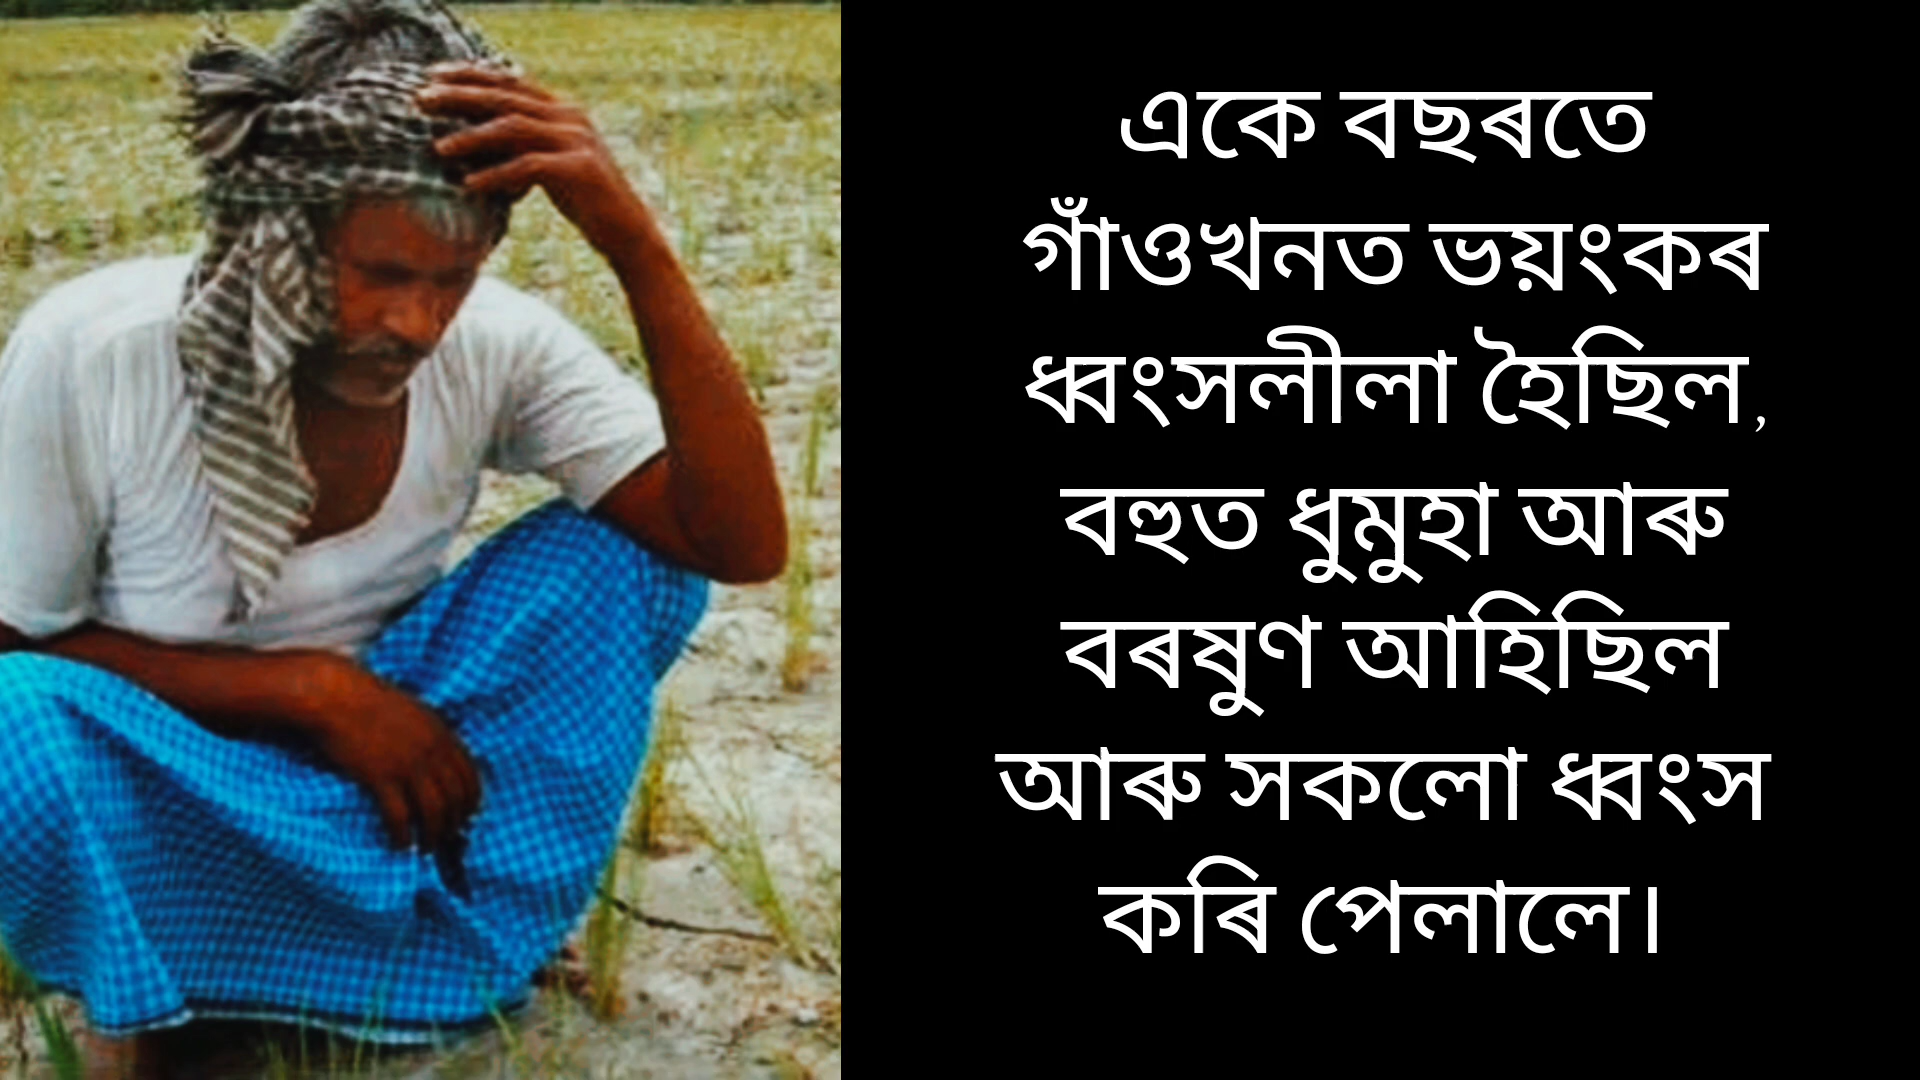 একে বছৰতে
গাঁওখনত ভয়ংকৰ
ধ্বংসলীলা হৈছিল,
বহুত ধুমুহা আৰু
বৰষুণ আহিছিল
আৰু সকলো ধ্বংস
কৰি পেলালে।